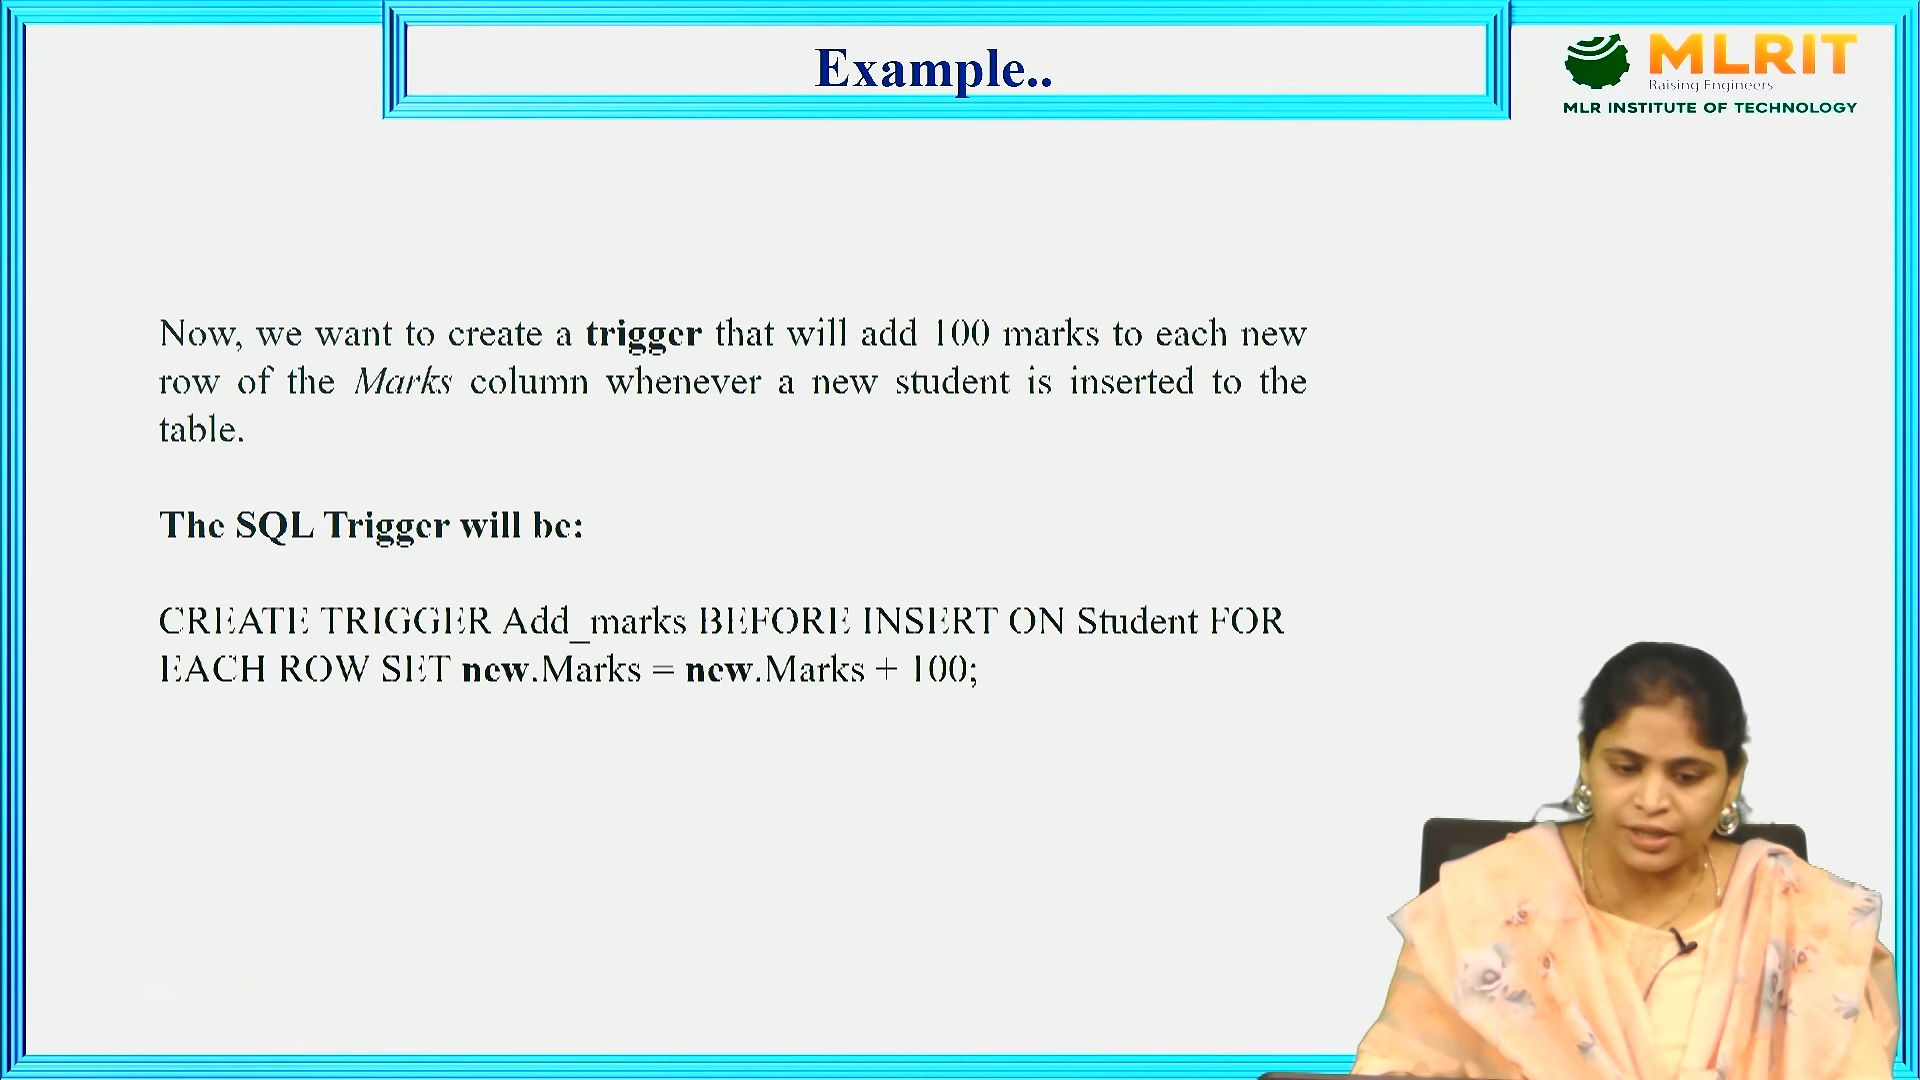 Example..
MLRIT
Raising Engineers
MLR INSTITUTE OF TECHNOLOGY
Now, we want to create a trigger that will add 100 marks to each new
row of the Marks column whenever a new student is inserted to the
table.
The SQL Trigger will be:
CREATE TRIGGER Add_marks BEFORE INSERT ON Student FOR
EACH ROW SET new.Marks = new.Marks + 100;